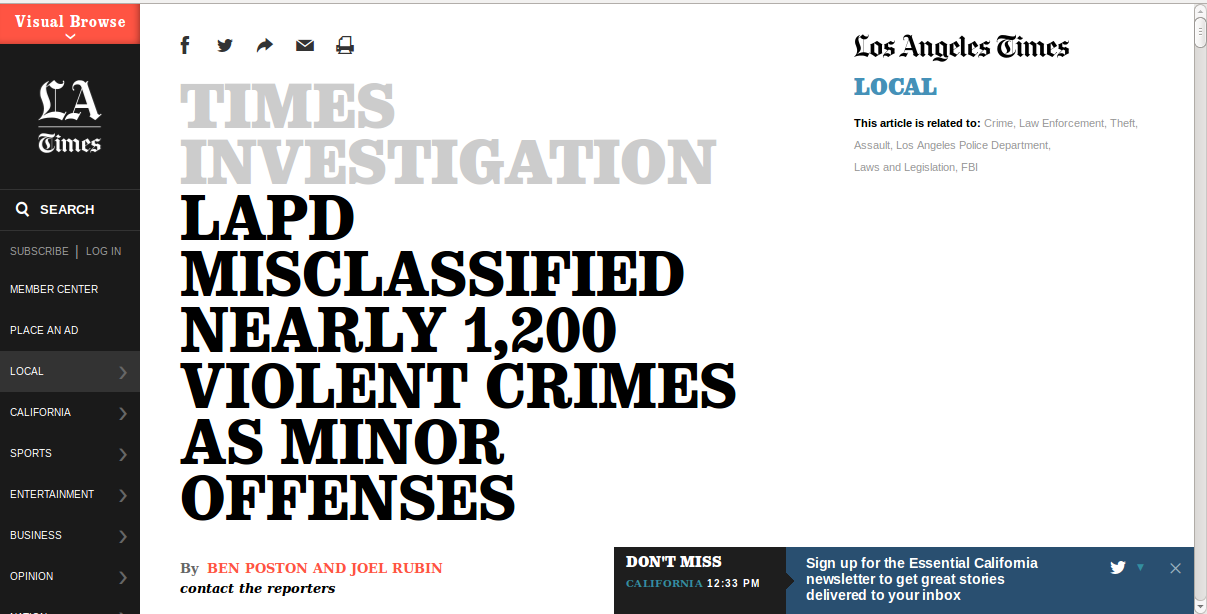 Visual Browse
LA
Times
SEARCH
SUBSCRIBE | LOG IN
MEMBER CENTER
PLACE AN AD
LOCAL
CALIFORNIA
SPORTS
ENTERTAINMENT
BUSINESS
OPINION
TIMES
INVESTIGATION
LAPD
MISCLASSIFIED
NEARLY 1,200
VIOLENT CRIMES
AS MINOR
OFFENSES
By BEN POSTON AND JOEL RUBIN
contact the reporters
Los Angeles Times
LOCAL
This article is related to: Crime, Law Enforcement, Theft,
Assault, Los Angeles Police Department,
Laws and Legislation, FBI
DON'T MISS
CALIFORNIA 12:33 PM
Sign up for the Essential California
newsletter to get great stories
delivered to your inbox